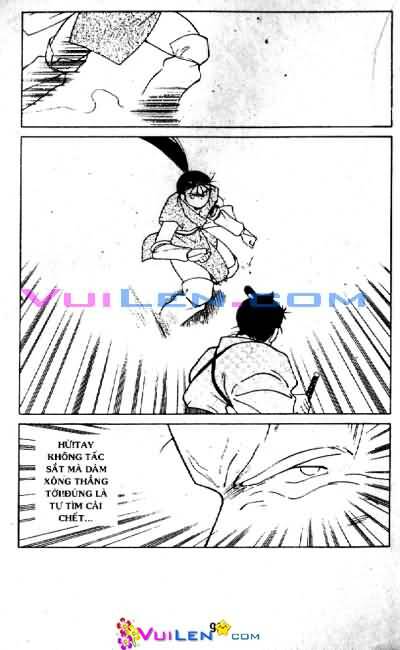 VUILEN.COM
HỪ!TAY
KHÔNG TẤC
SẮT MÀ DÁM
XÔNG THẲNG
TỚI!ĐÚNG LÀ
TỰ TÌM CÁI
CHẾT...
9
VUILEN.COM